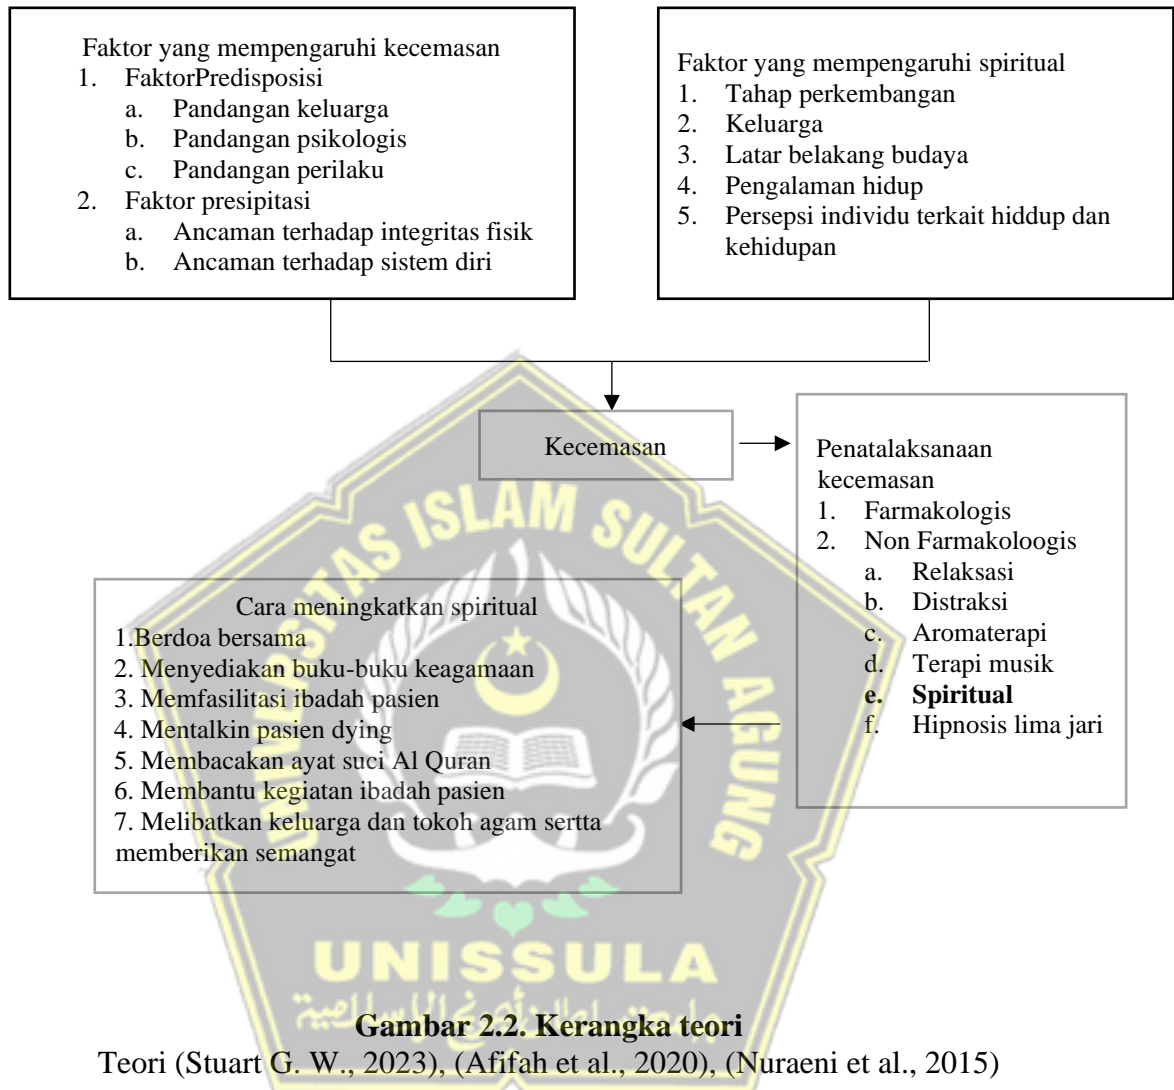 Faktor yang mempengaruhi kecemasan
1. FaktorPredisposisi
a. Pandangan keluarga
b. Pandangan psikologis
c. Pandangan perilaku
2. Faktor presipitasi
a. Ancaman terhadap integritas fisik
b. Ancaman terhadap sistem diri
Faktor yang mempengaruhi spiritual
1. Tahap perkembangan
2. Keluarga
3. Latar belakang budaya
4. Pengalaman hidup
5. Persepsi individu terkait hiddup dan
kehidupan
Kecemasan
Penatalaksanaan
kecemasan
1. Farmakologis
2. Non Farmakoloogis
a. Relaksasi
b. Distraksi
c. Aromaterapi
d. Terapi musik
e. Spiritual
f. Hipnosis lima jari
Cara meningkatkan spiritual
1.Berdoa bersama
2. Menyediakan buku-buku keagamaan
3. Memfasilitasi ibadah pasien
4. Mentalkin pasien dying
5. Membacakan ayat suci Al Quran
6. Membantu kegiatan ibadah pasien
7. Melibatkan keluarga dan tokoh agam sertta
memberikan semangat
UNIVERSITAS ISLAM SULTAN AGUNG
UNISSULA
Gambar 2.2. Kerangka teori
Teori (Stuart G. W., 2023), (Afifah et al., 2020), (Nuraeni et al., 2015)